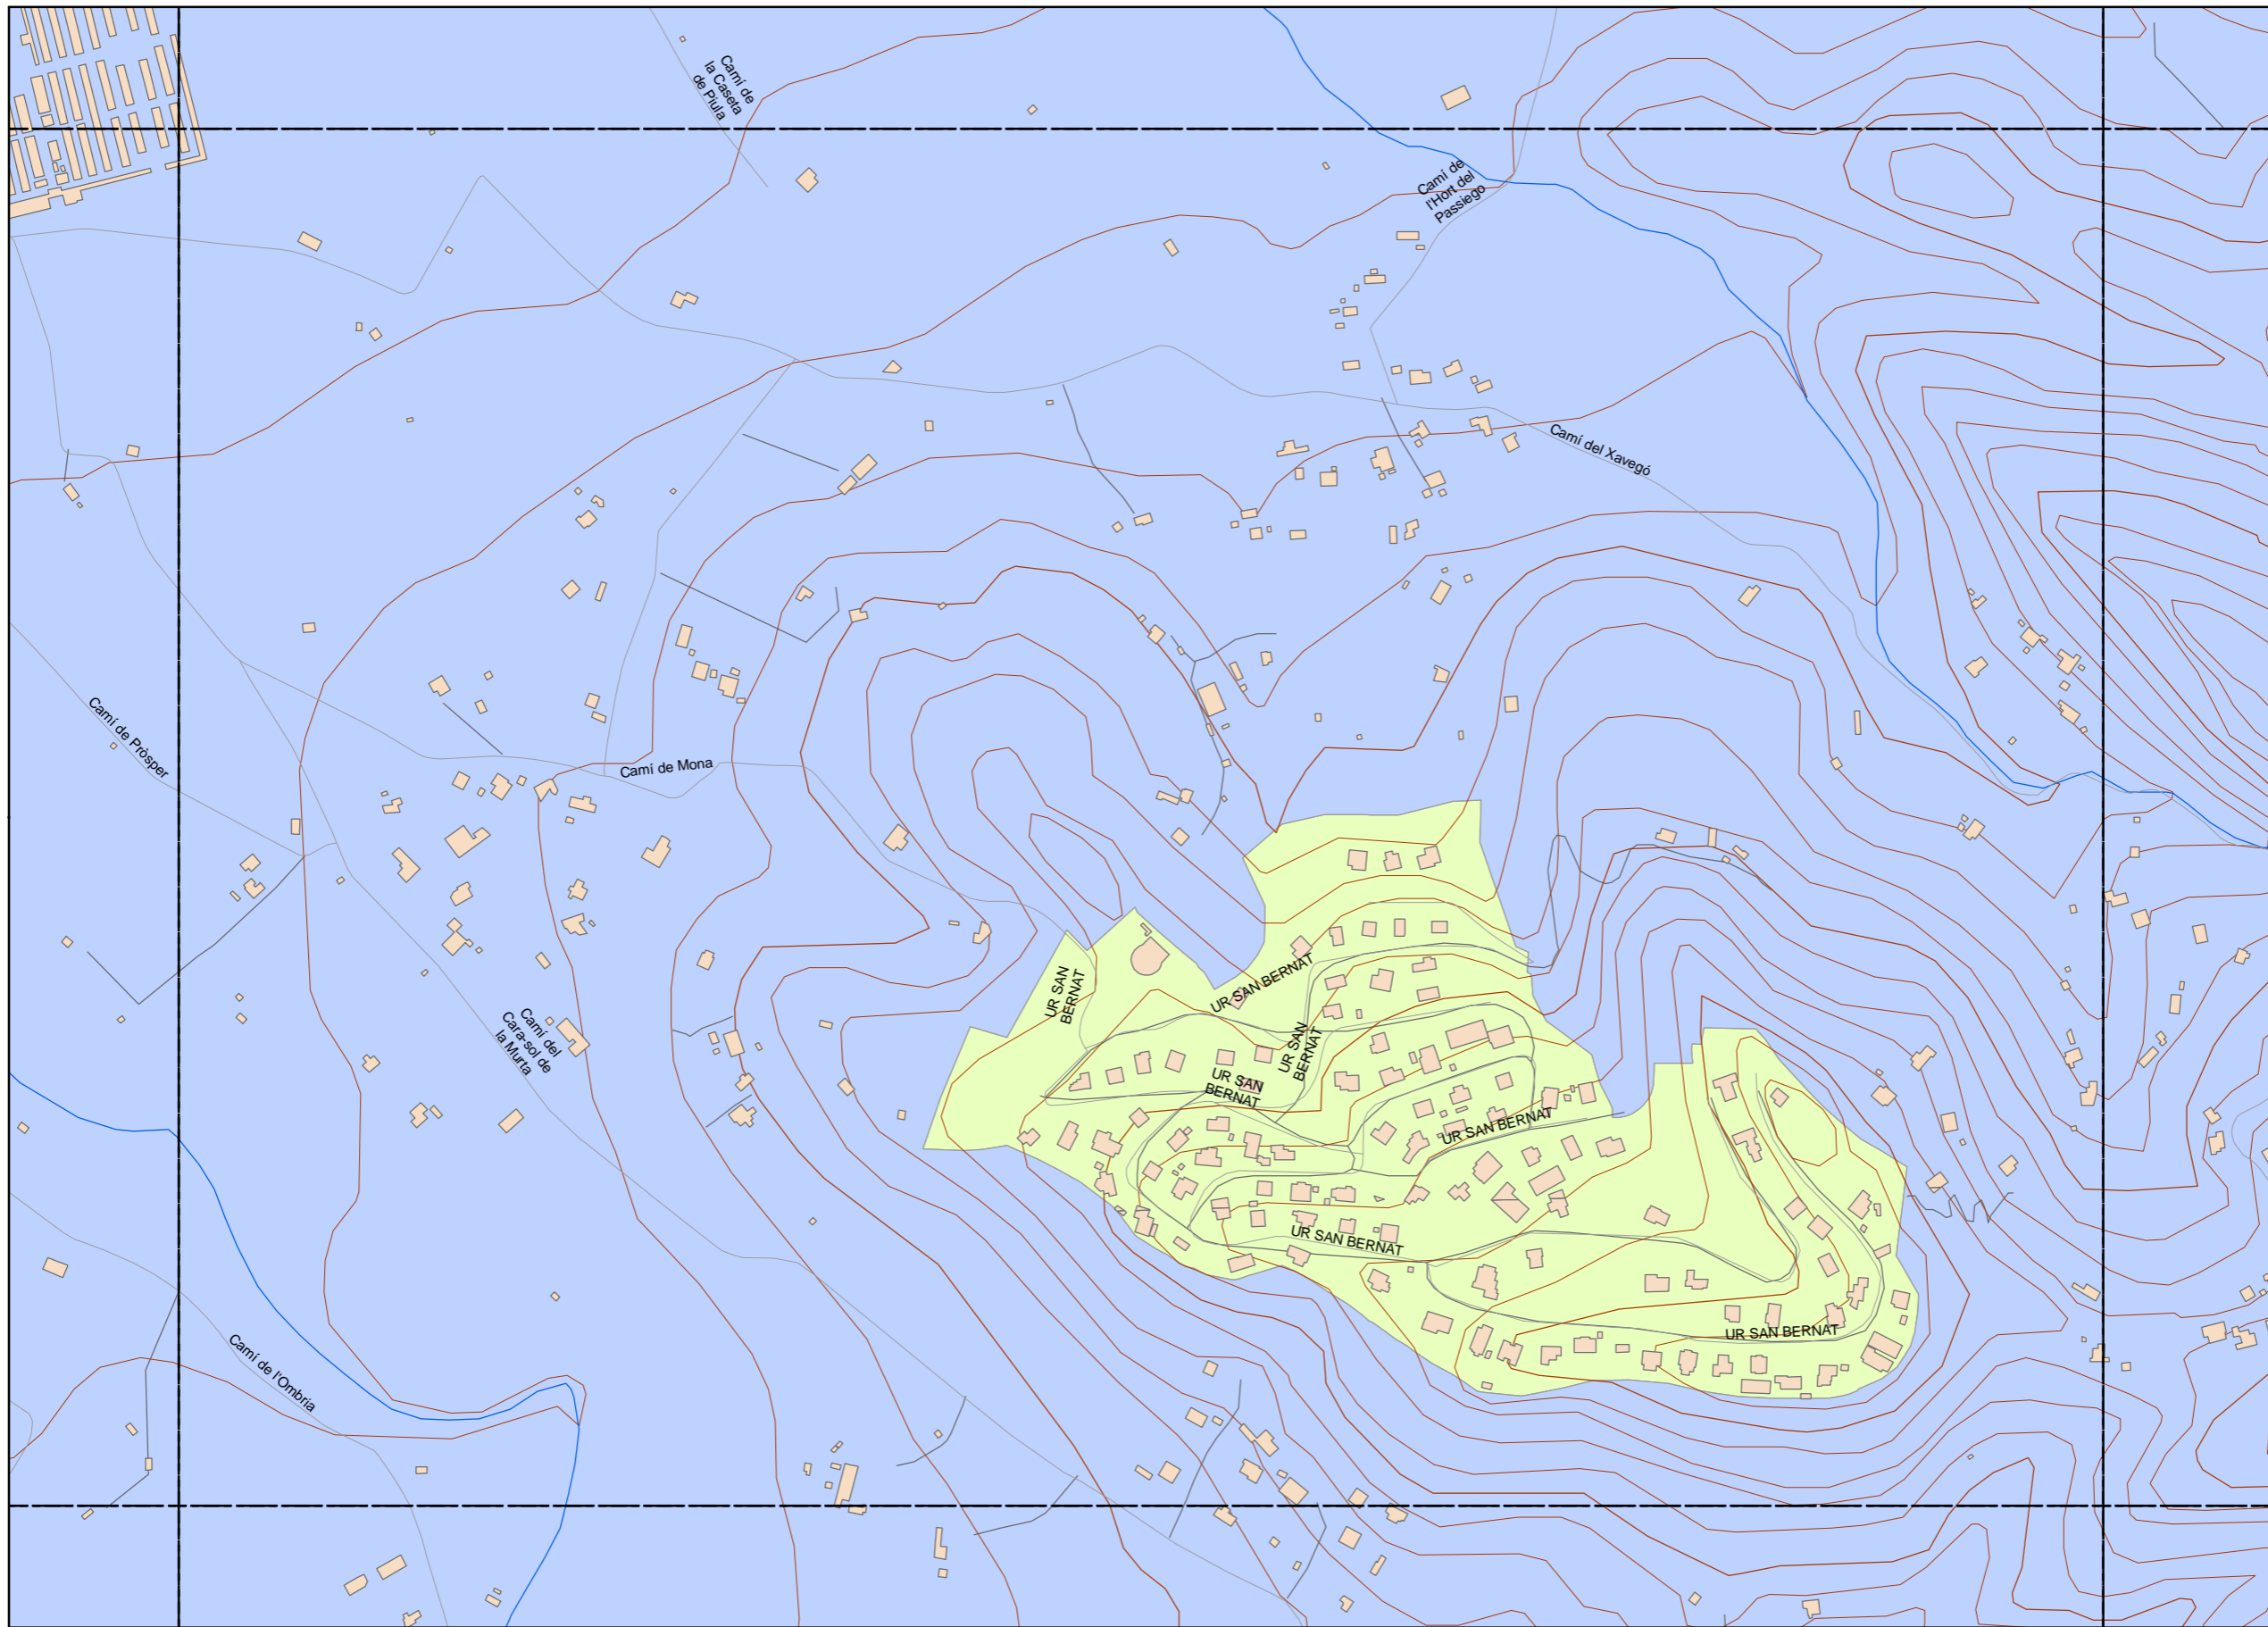 Camí de
la Caseta
de Piula
Camí de
l'Hort del
Passiego
Camí del Xavegó
Camí de Pròsper
Camí de Mona
UR SAN
BERNAT
UR SAN BERNAT
UR SAN
BERNAT
Camí del
Cara-sol de
la Murta
UR SAN
BERNAT
UR SAN BERNAT
UR SAN BERNAT
UR SAN BERNAT
Camí de l'Ombria